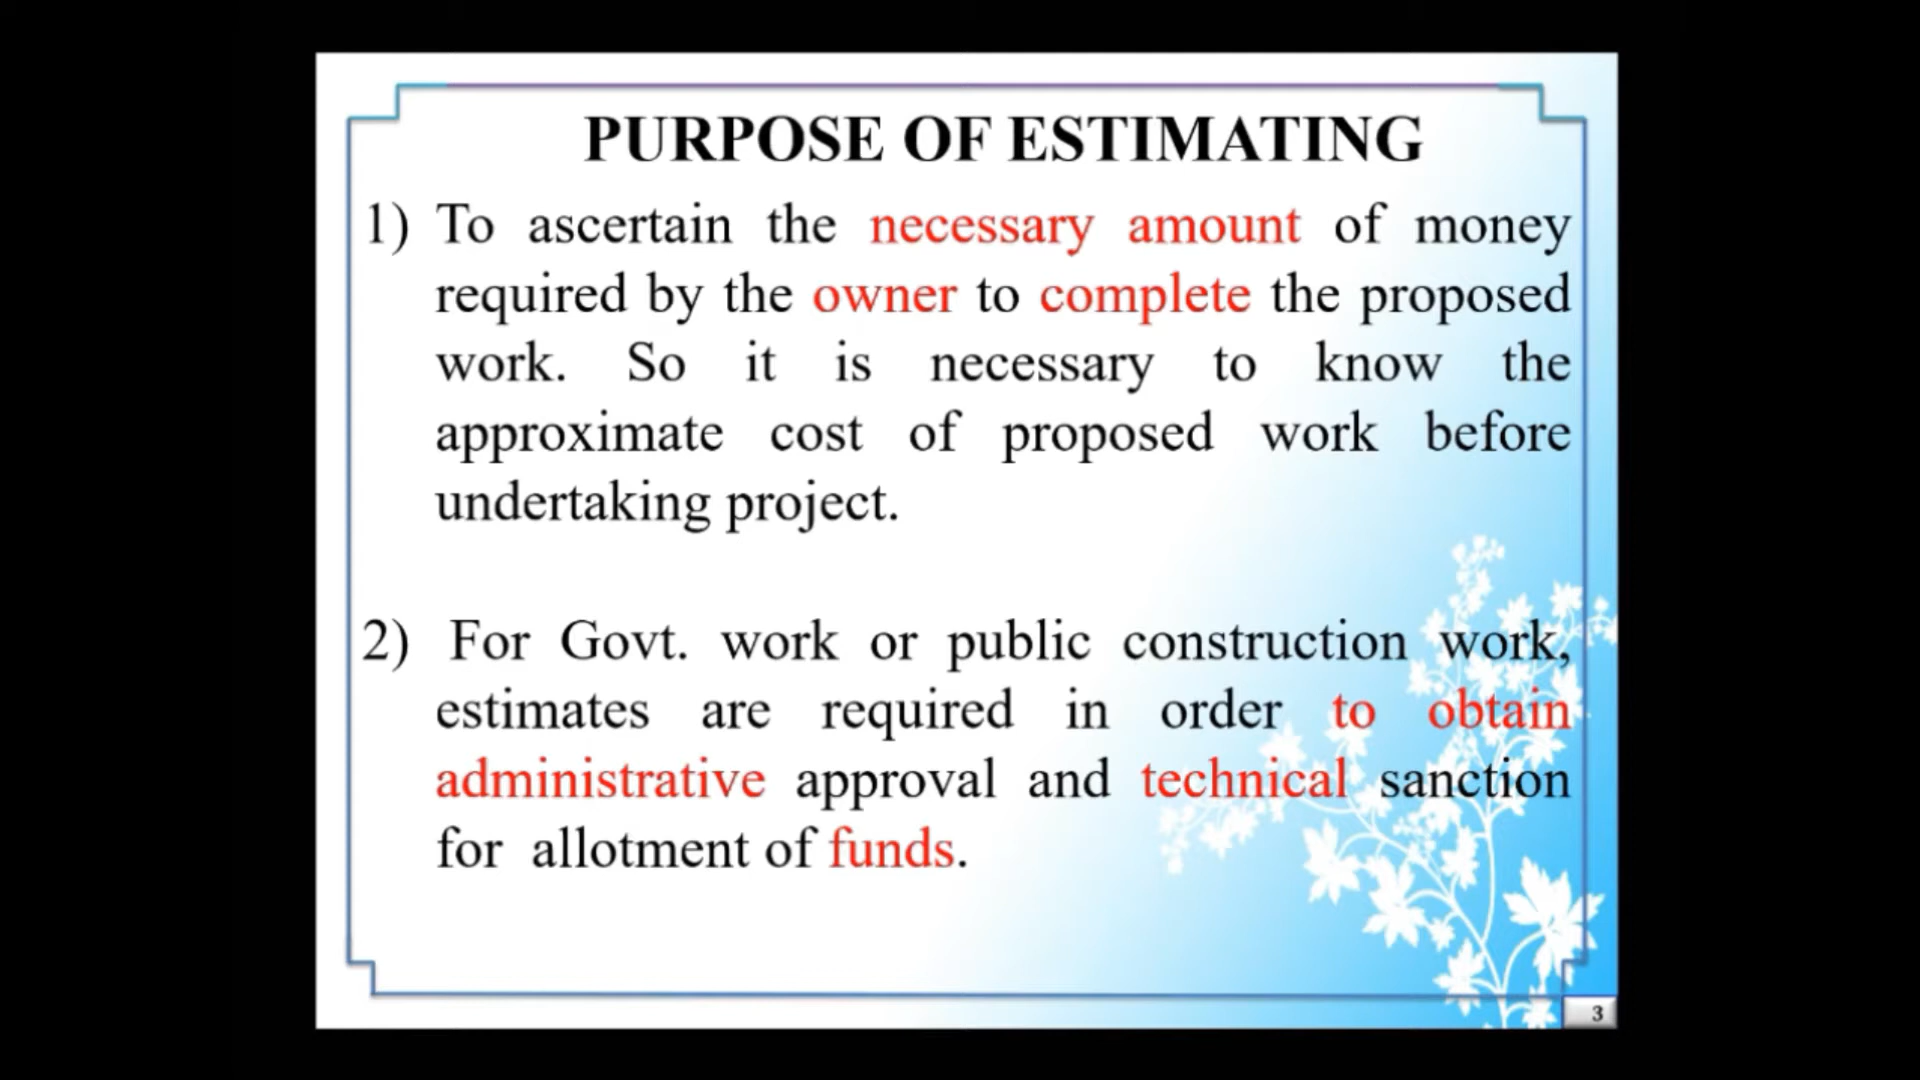 PURPOSE OF ESTIMATING
1) To ascertain the necessary amount of money
required by the owner to complete the proposed
work. So it is necessary to know the
approximate cost of proposed work before
undertaking project.
2) For Govt. work or public construction work,
estimates are required in order to obtain
administrative approval and technical sanction
for allotment of funds.
3